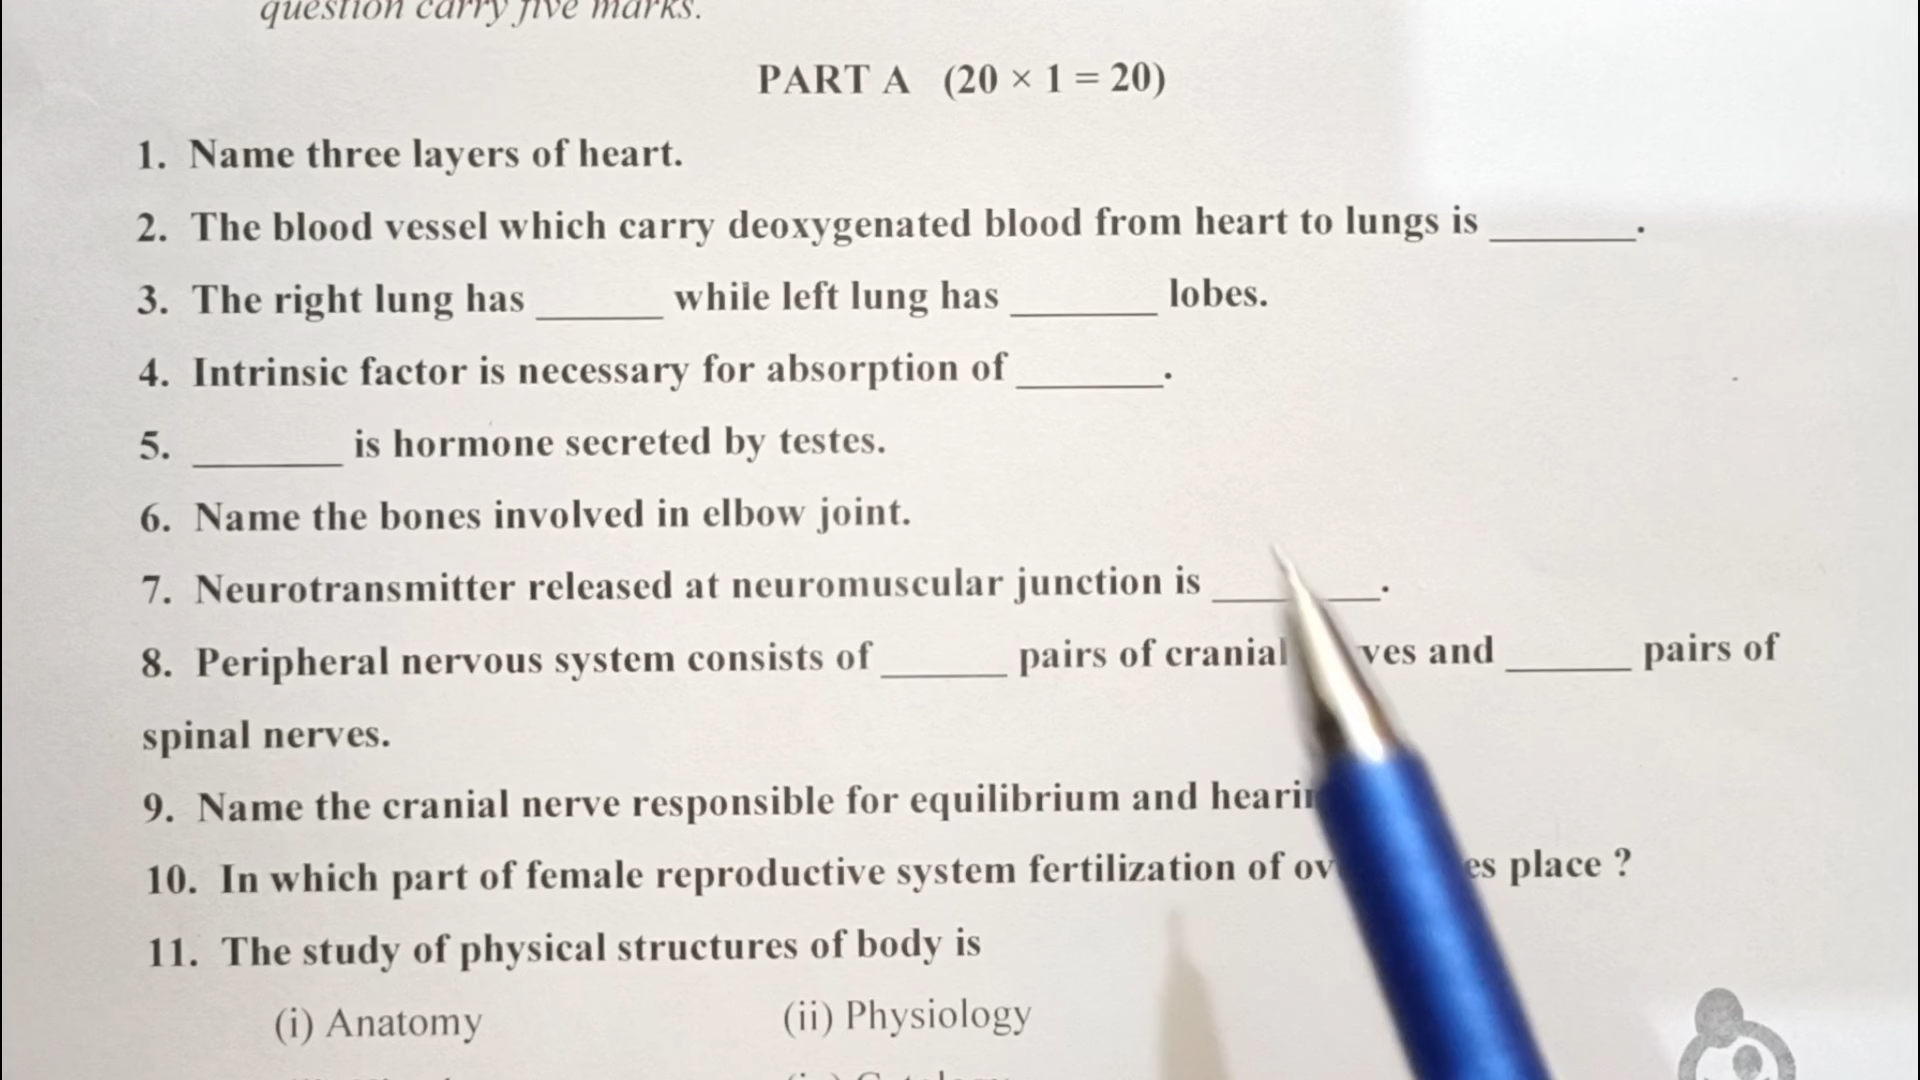 question carry five marks.
PART A (20 × 1 = 20)
1. Name three layers of heart.
2. The blood vessel which carry deoxygenated blood from heart to lungs is _______.
3. The right lung has ______ while left lung has _______ lobes.
4. Intrinsic factor is necessary for absorption of _______.
5. _______ is hormone secreted by testes.
6. Name the bones involved in elbow joint.
7. Neurotransmitter released at neuromuscular junction is ________.
8. Peripheral nervous system consists of ______ pairs of cranial and ______ pairs of
spinal nerves.
9. Name the cranial nerve responsible for equilibrium and
10. In which part of female reproductive system fertilization of place ?
11. The study of physical structures of body is
(i) Anatomy (ii) Physiology